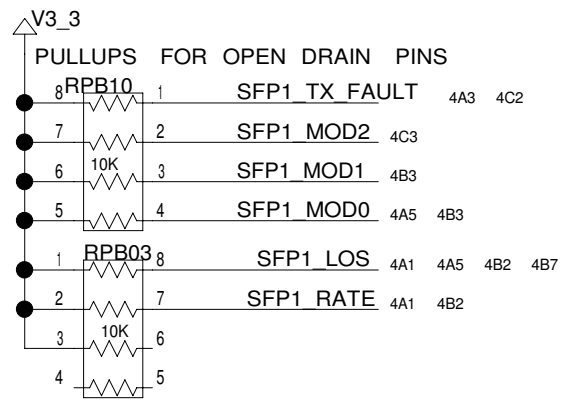 V3_3
PULLUPS FOR OPEN DRAIN PINS
RPB10
8 1 SFP1_TX_FAULT 4A3 4C2
7 2 SFP1_MOD2 4C3
10K
6 3 SFP1_MOD1 4B3
5 4 SFP1_MOD0 4A5 4B3
RPB03
1 8 SFP1_LOS 4A1 4A5 4B2 4B7
2 7 SFP1_RATE 4A1 4B2
10K
3 6
4 5